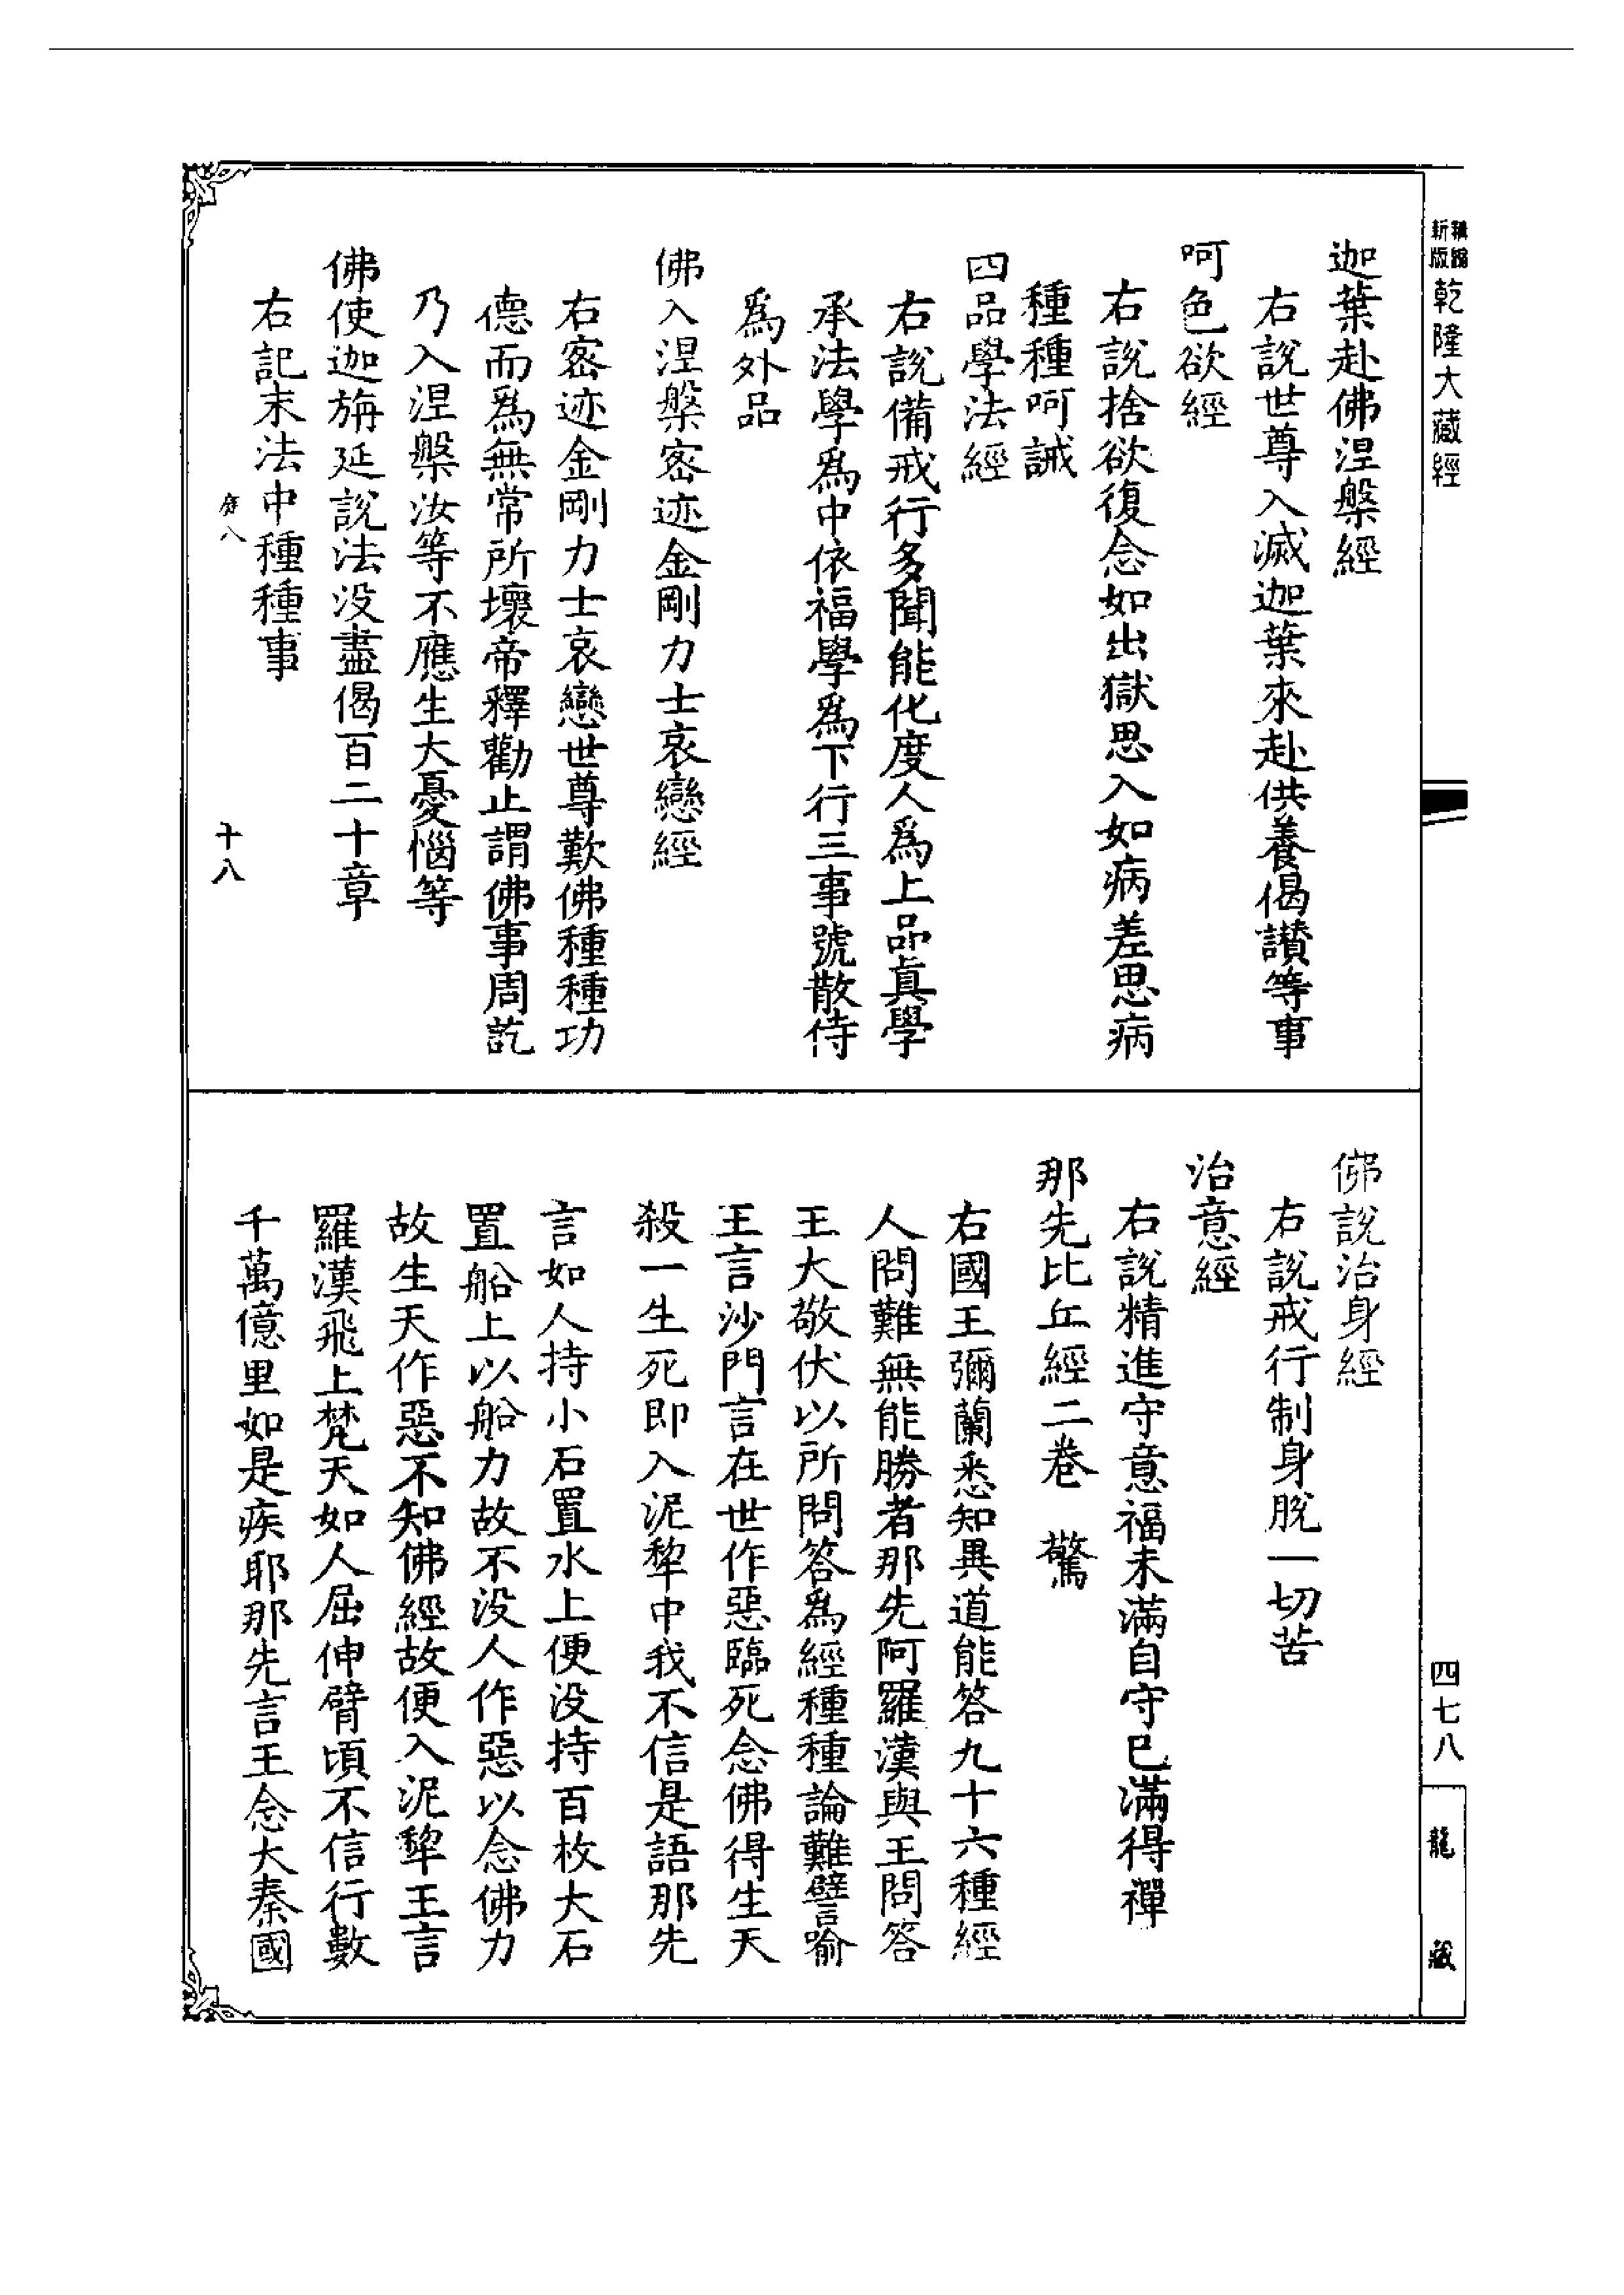 新版
乾隆大藏經
迦葉赴佛涅槃經
右說世尊入滅迦葉來赴供養偈讚等事
呵色欲經
右說捨欲復念如出獄思入如病差思病
種種呵誡
四品學法經
右說備戒行多聞能化度人爲上品真學
承法學爲中依福學爲下行三事號散侍
爲外品
佛入涅槃密迹金剛力士哀戀經
右密迹金剛力士哀戀世尊歎佛種種功
德而爲無常所壞帝釋勸止謂佛事周訖
乃入涅槃汝等不應生大憂惱等
佛使迦旃延說法没盡偈百二十章
右記末法中種種事
十八
佛說治身經
右說戒行制身脫一切苦
治意經
右說精進守意福未滿自守已滿得禪
那先比丘經二卷 驚
右國王彌蘭悉知異道能答九十六種經
人問難無能勝者那先阿羅漢與王問答
王大敬伏以所問答爲經種種論難譬喻
王言沙門言在世作惡臨死念佛得生天
殺一生死即入泥犂中我不信是語那先
言如人持小石置水上便没持百枚大石
置船上以船力故不没人作惡以念佛力
故生天作惡不知佛經故便入泥犂王言
羅漢飛上梵天如人屈伸臂頃不信行數
千萬億里如是疾耶那先言王念大秦國
四七八
龍藏